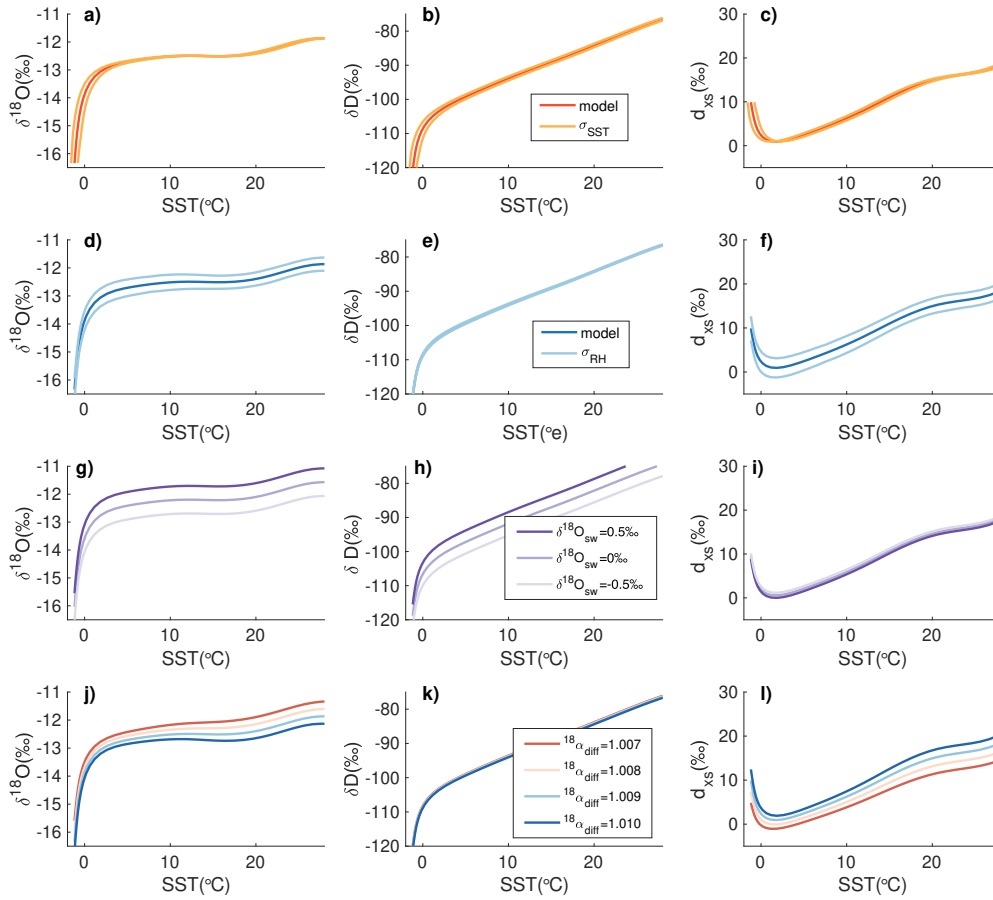 a)
δ¹⁸O(‰)
-11
-12
-13
-14
-15
-16
0
10
20
SST(°C)
b)
δD(‰)
-80
-90
-100
-110
-120
model
σSST
0
10
20
SST(°C)
c)
dxs(‰)
30
20
10
0
0
10
20
SST(°C)
d)
δ¹⁸O(‰)
-11
-12
-13
-14
-15
-16
0
10
20
SST(°C)
e)
δD(‰)
-80
-90
-100
-110
-120
model
σRH
0
10
20
SST(°e)
f)
dxs(‰)
30
20
10
0
0
10
20
SST(°C)
g)
δ¹⁸O(‰)
-11
-12
-13
-14
-15
-16
0
10
20
SST(°C)
h)
δ D(‰)
-80
-90
-100
-110
-120
δ¹⁸Osw=0.5‰
δ¹⁸Osw=0‰
δ¹⁸Osw=-0.5‰
0
10
20
SST(°C)
i)
dxs(‰)
30
20
10
0
0
10
20
SST(°C)
j)
δ¹⁸O(‰)
-11
-12
-13
-14
-15
-16
0
10
20
SST(°C)
k)
δD(‰)
-80
-90
-100
-110
-120
¹⁸αdiff=1.007
¹⁸αdiff=1.008
¹⁸αdiff=1.009
¹⁸αdiff=1.010
0
10
20
SST(°C)
l)
dxs(‰)
30
20
10
0
0
10
20
SST(°C)